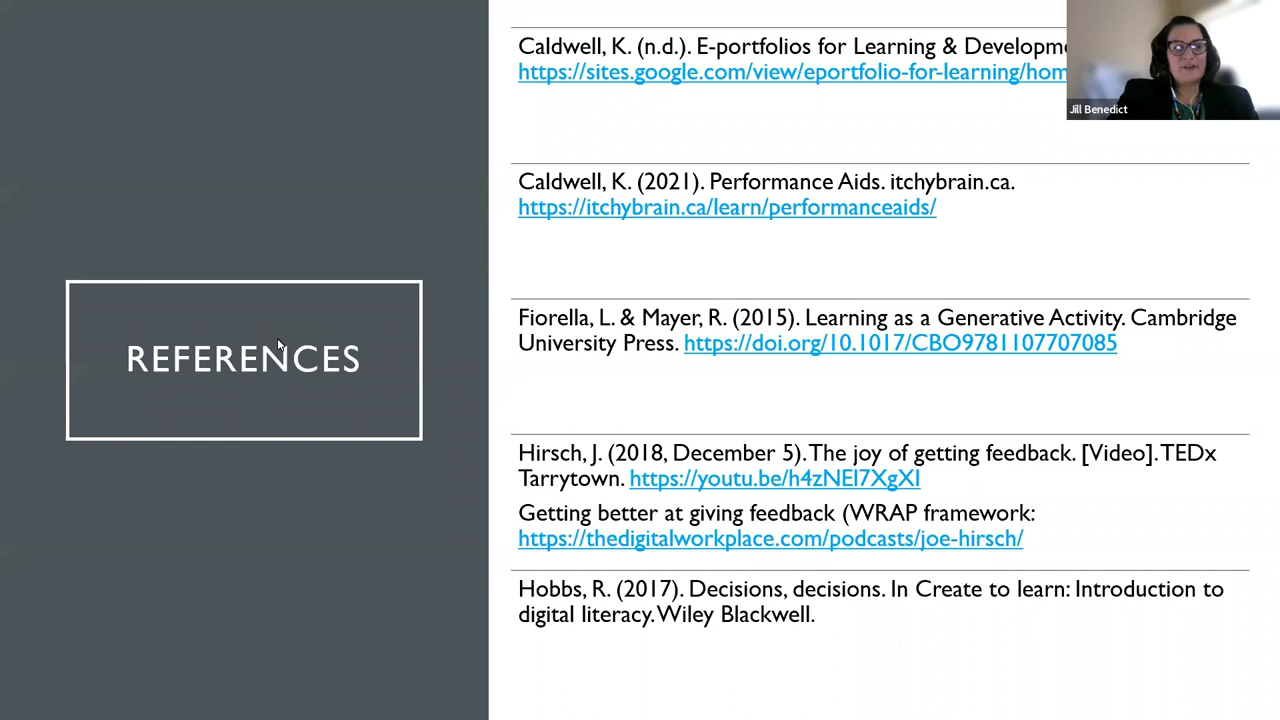 Caldwell, K. (n.d.). E-portfolios for Learning &
https://sites.google.com/view/eportfolio-for-learning/
Jill Benedict
Caldwell, K. (2021). Performance Aids. itchybrain.ca.
https://itchybrain.ca/learn/performanceaids/
REFERENCES
Fiorella, L. & Mayer, R. (2015). Learning as a Generative Activity. Cambridge
University Press. https://doi.org/10.1017/CBO9781107707085
Hirsch, J. (2018, December 5). The joy of getting feedback. [Video]. TEDx
Tarrytown. https://youtu.be/h4zNEI7XgXI
Getting better at giving feedback (WRAP framework:
https://thedigitalworkplace.com/podcasts/joe-hirsch/
Hobbs, R. (2017). Decisions, decisions. In Create to learn: Introduction to
digital literacy. Wiley Blackwell.